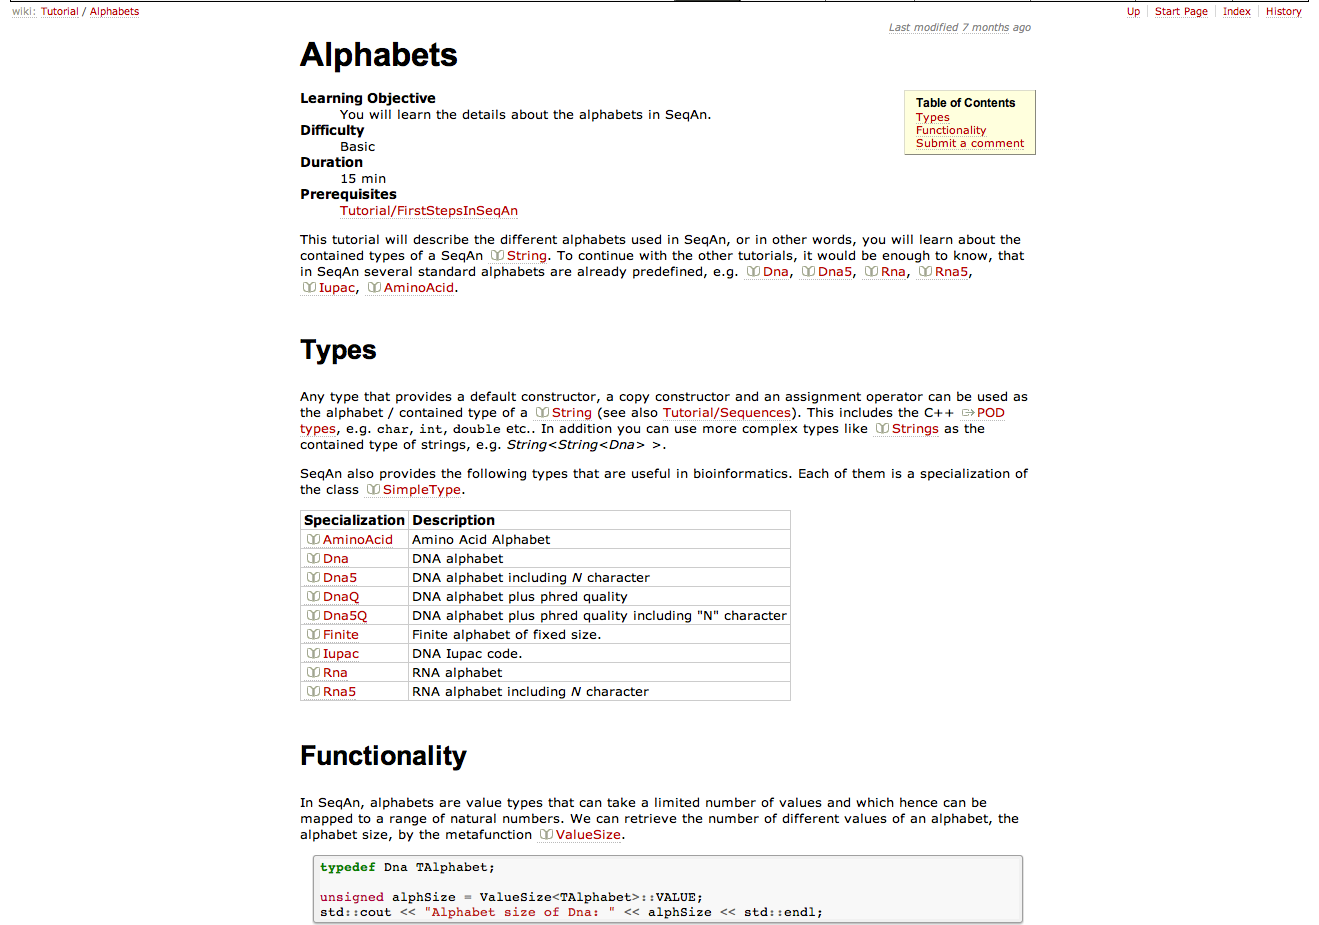 wiki: Tutorial / Alphabets
Up Start Page Index History
Last modified 7 months ago
Alphabets
Learning Objective
You will learn the details about the alphabets in SeqAn.
Difficulty
Basic
Duration
15 min
Prerequisites
Tutorial/FirstStepsInSeqAn
Table of Contents
Types
Functionality
Submit a comment
This tutorial will describe the different alphabets used in SeqAn, or in other words, you will learn about the
contained types of a SeqAn String. To continue with the other tutorials, it would be enough to know, that
in SeqAn several standard alphabets are already predefined, e.g. Dna, Dna5, Rna, Rna5,
Iupac, AminoAcid.
Types
Any type that provides a default constructor, a copy constructor and an assignment operator can be used as
the alphabet / contained type of a String (see also Tutorial/Sequences). This includes the C++ POD
types, e.g. char, int, double etc.. In addition you can use more complex types like Strings as the
contained type of strings, e.g. String<String<Dna> >.
SeqAn also provides the following types that are useful in bioinformatics. Each of them is a specialization of
the class SimpleType.
Specialization Description
AminoAcid Amino Acid Alphabet
Dna DNA alphabet
Dna5 DNA alphabet including N character
DnaQ DNA alphabet plus phred quality
Dna5Q DNA alphabet plus phred quality including "N" character
Finite Finite alphabet of fixed size.
Iupac DNA Iupac code.
Rna RNA alphabet
Rna5 RNA alphabet including N character
Functionality
In SeqAn, alphabets are value types that can take a limited number of values and which hence can be
mapped to a range of natural numbers. We can retrieve the number of different values of an alphabet, the
alphabet size, by the metafunction ValueSize.
typedef Dna TAlphabet;
unsigned alphSize = ValueSize<TAlphabet>::VALUE;
std::cout << "Alphabet size of Dna: " << alphSize << std::endl;